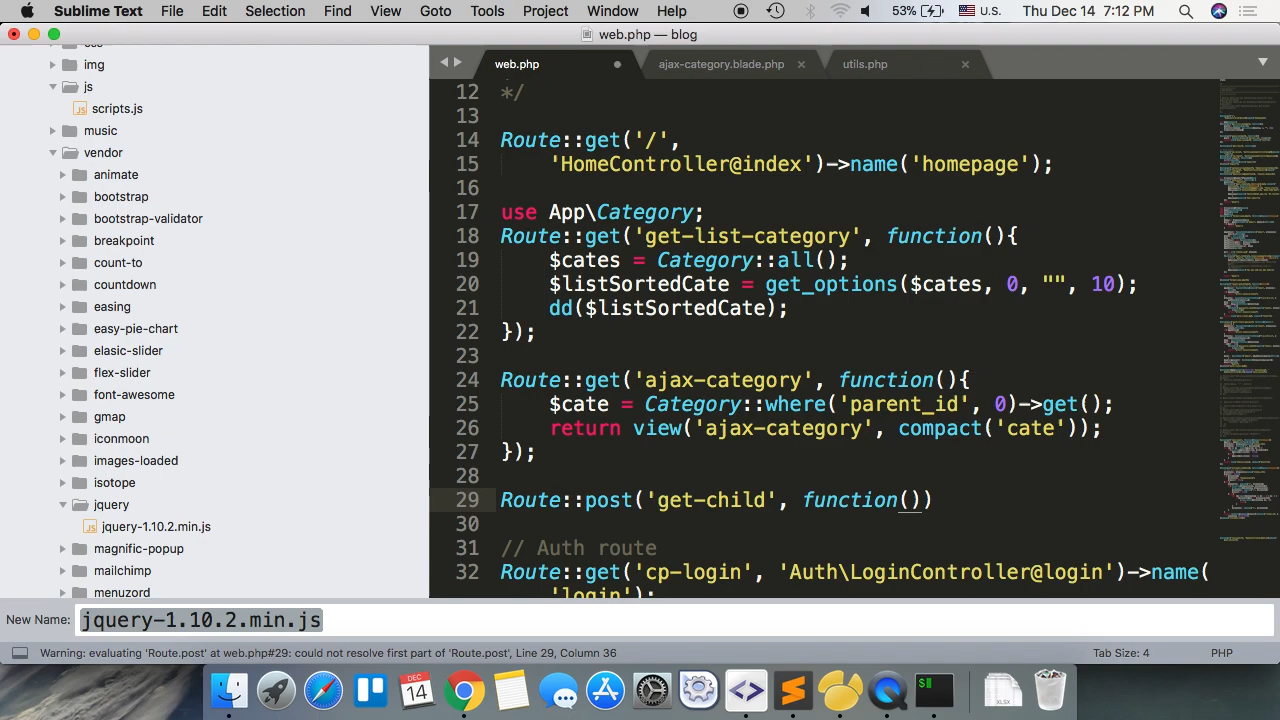 Sublime Text File Edit Selection Find View Goto Tools Project Window Help 53% U.S. Thu Dec 14 7:12 PM
web.php — blog
css
img
js
scripts.js
music
vendor
animate
bootstrap
bootstrap-validator
breakpoint
count-to
countdown
easing
easy-pie-chart
elasic-slider
flex-slider
font-awesome
gmap
iconmoon
images-loaded
isotope
jquery
jquery-1.10.2.min.js
magnific-popup
mailchimp
menuzord
web.php ajax-category.blade.php utils.php
12 */
13
14 Route::get('/',
15 'HomeController@index')->name('homepage');
16
17 use App\Category;
18 Route::get('get-list-category', function(){
19 $cates = Category::all();
20 $listSortedCate = get_options($cates, 0, "", 10);
21 dd($listSortedCate);
22 });
23
24 Route::get('ajax-category', function(){
25 $cate = Category::where('parent_id', 0)->get();
26 return view('ajax-category', compact('cate'));
27 });
28
29 Route::post('get-child', function())
30
31 // Auth route
32 Route::get('cp-login', 'Auth\LoginController@login')->name(
'login');
New Name: jquery-1.10.2.min.js
Warning: evaluating 'Route.post' at web.php#29: could not resolve first part of 'Route.post', Line 29, Column 36 Tab Size: 4 PHP
DEC
14
XLSX